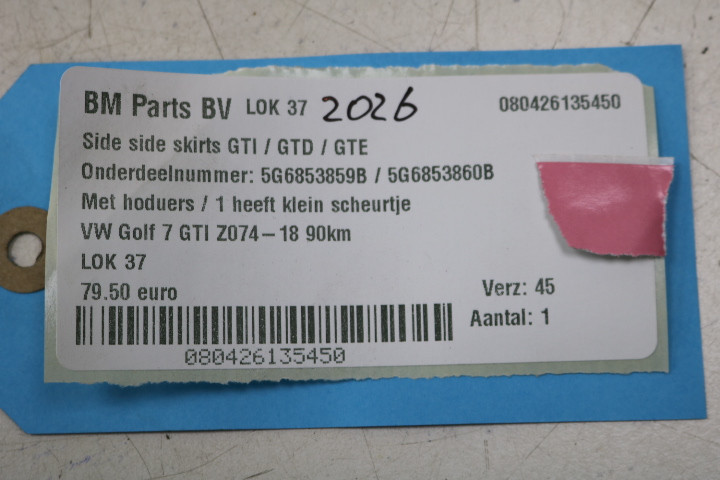 BM Parts BV LOK 37 2026 080426135450
Side side skirts GTI / GTD / GTE
Onderdeelnummer: 5G6853859B / 5G6853860B
Met hoduers / 1 heeft klein scheurtje
VW Golf 7 GTI Z074-18 90km
LOK 37
79.50 euro Verz: 45
Aantal: 1
080426135450